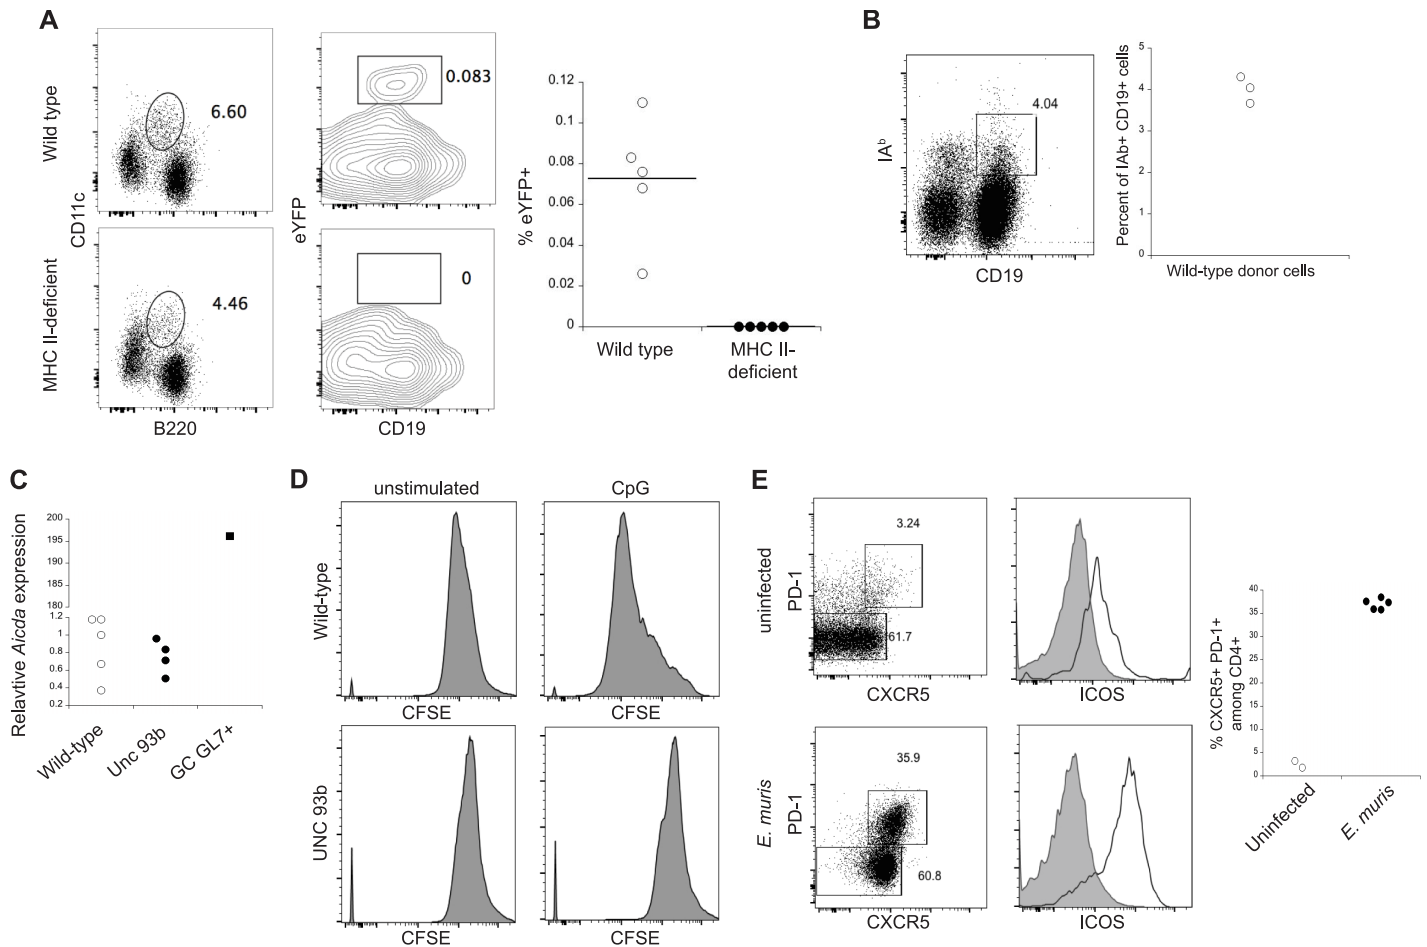 A
Wild type
MHC II-deficient
CD11c
6.60
4.46
B220
eYFP
0.083
0
CD19
% eYFP+
0.12
0.1
0.08
0.06
0.04
0.02
0
Wild type
MHC II-
deficient
B
IAb
4.04
CD19
Percent of IAb+ CD19+ cells
5
4
3
2
1
0
Wild-type donor cells
C
Relavtive Aicda expression
200
195
190
185
180
1.2
1
0.8
0.6
0.4
0.2
Wild-type
Unc 93b
GC GL7+
D
unstimulated
CpG
Wild-type
CFSE
CFSE
UNC 93b
CFSE
CFSE
E
uninfected
PD-1
3.24
61.7
CXCR5
ICOS
E. muris
PD-1
35.9
60.8
CXCR5
ICOS
% CXCR5+ PD-1+
among CD4+
40
35
30
25
20
15
10
5
0
Uninfected
E. muris